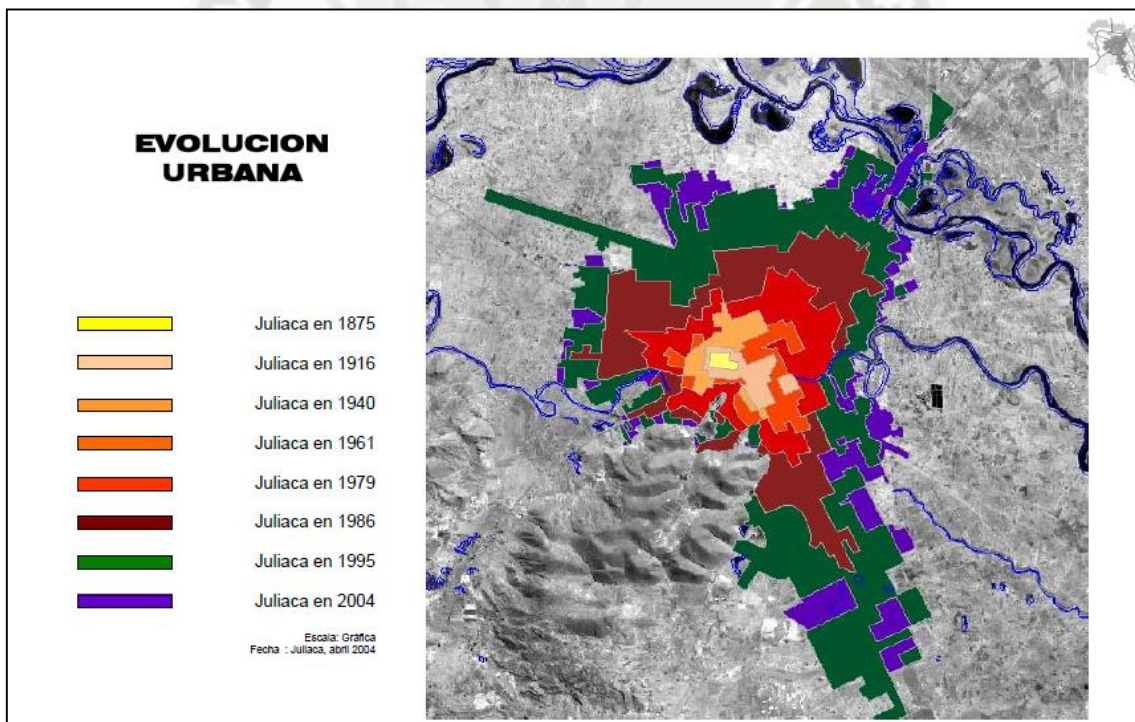 EVOLUCION
URBANA
Juliaca en 1875
Juliaca en 1916
Juliaca en 1940
Juliaca en 1961
Juliaca en 1979
Juliaca en 1986
Juliaca en 1995
Juliaca en 2004
Escala: Gráfica
Fecha : Juliaca, abril 2004